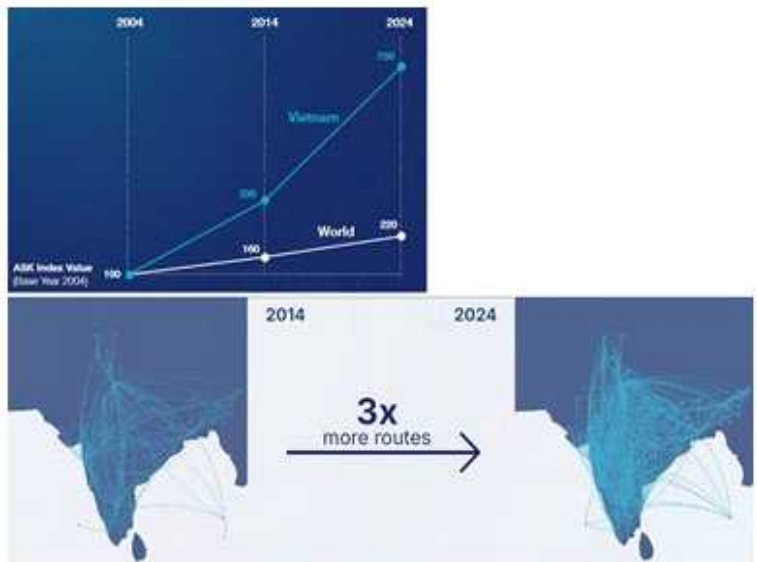 2004 2014 2024
Vietnam
World
220
160
100
ASK Index Value
(Base Year 2004)
2014 2024
3x
more routes